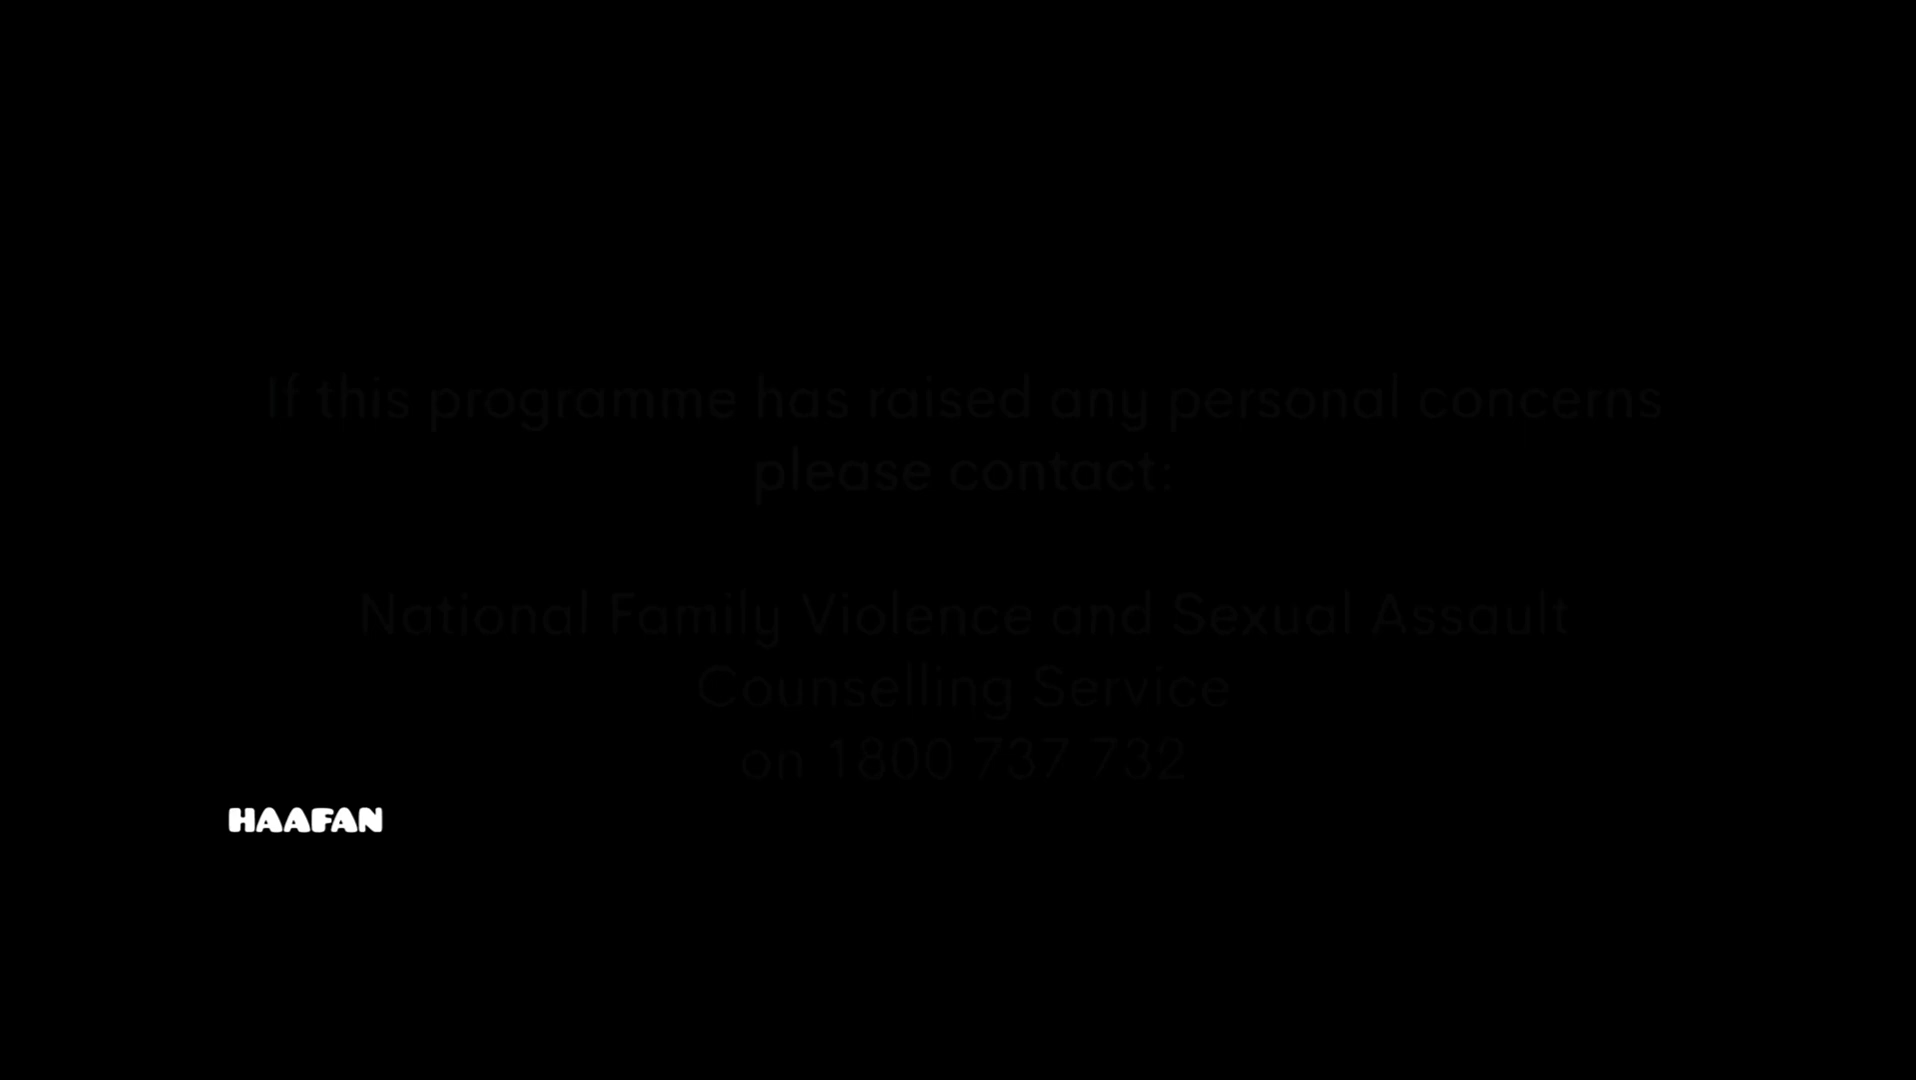 If this programme has raised any personal concerns
please contact:
National Family Violence and Sexual Assault
Counselling Service
on 1800 737 732
HAAFAN